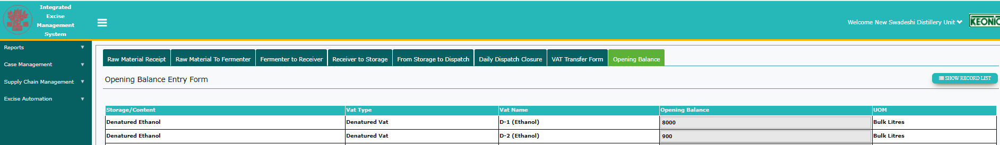 Integrated
Excise
Management
System
Welcome New Swadeshi Distillery Unit
Reports
Case Management
Supply Chain Management
Excise Automation
Raw Material Receipt Raw Material To Fermenter Fermenter to Receiver Receiver to Storage From Storage to Dispatch Daily Dispatch Closure VAT Transfer Form Opening Balance
Opening Balance Entry Form
SHOW RECORD LIST
Storage/Content Vat Type Vat Name Opening Balance UOM
Denatured Ethanol Denatured Vat D-1 (Ethanol) 8000 Bulk Litres
Denatured Ethanol Denatured Vat D-2 (Ethanol) 900 Bulk Litres